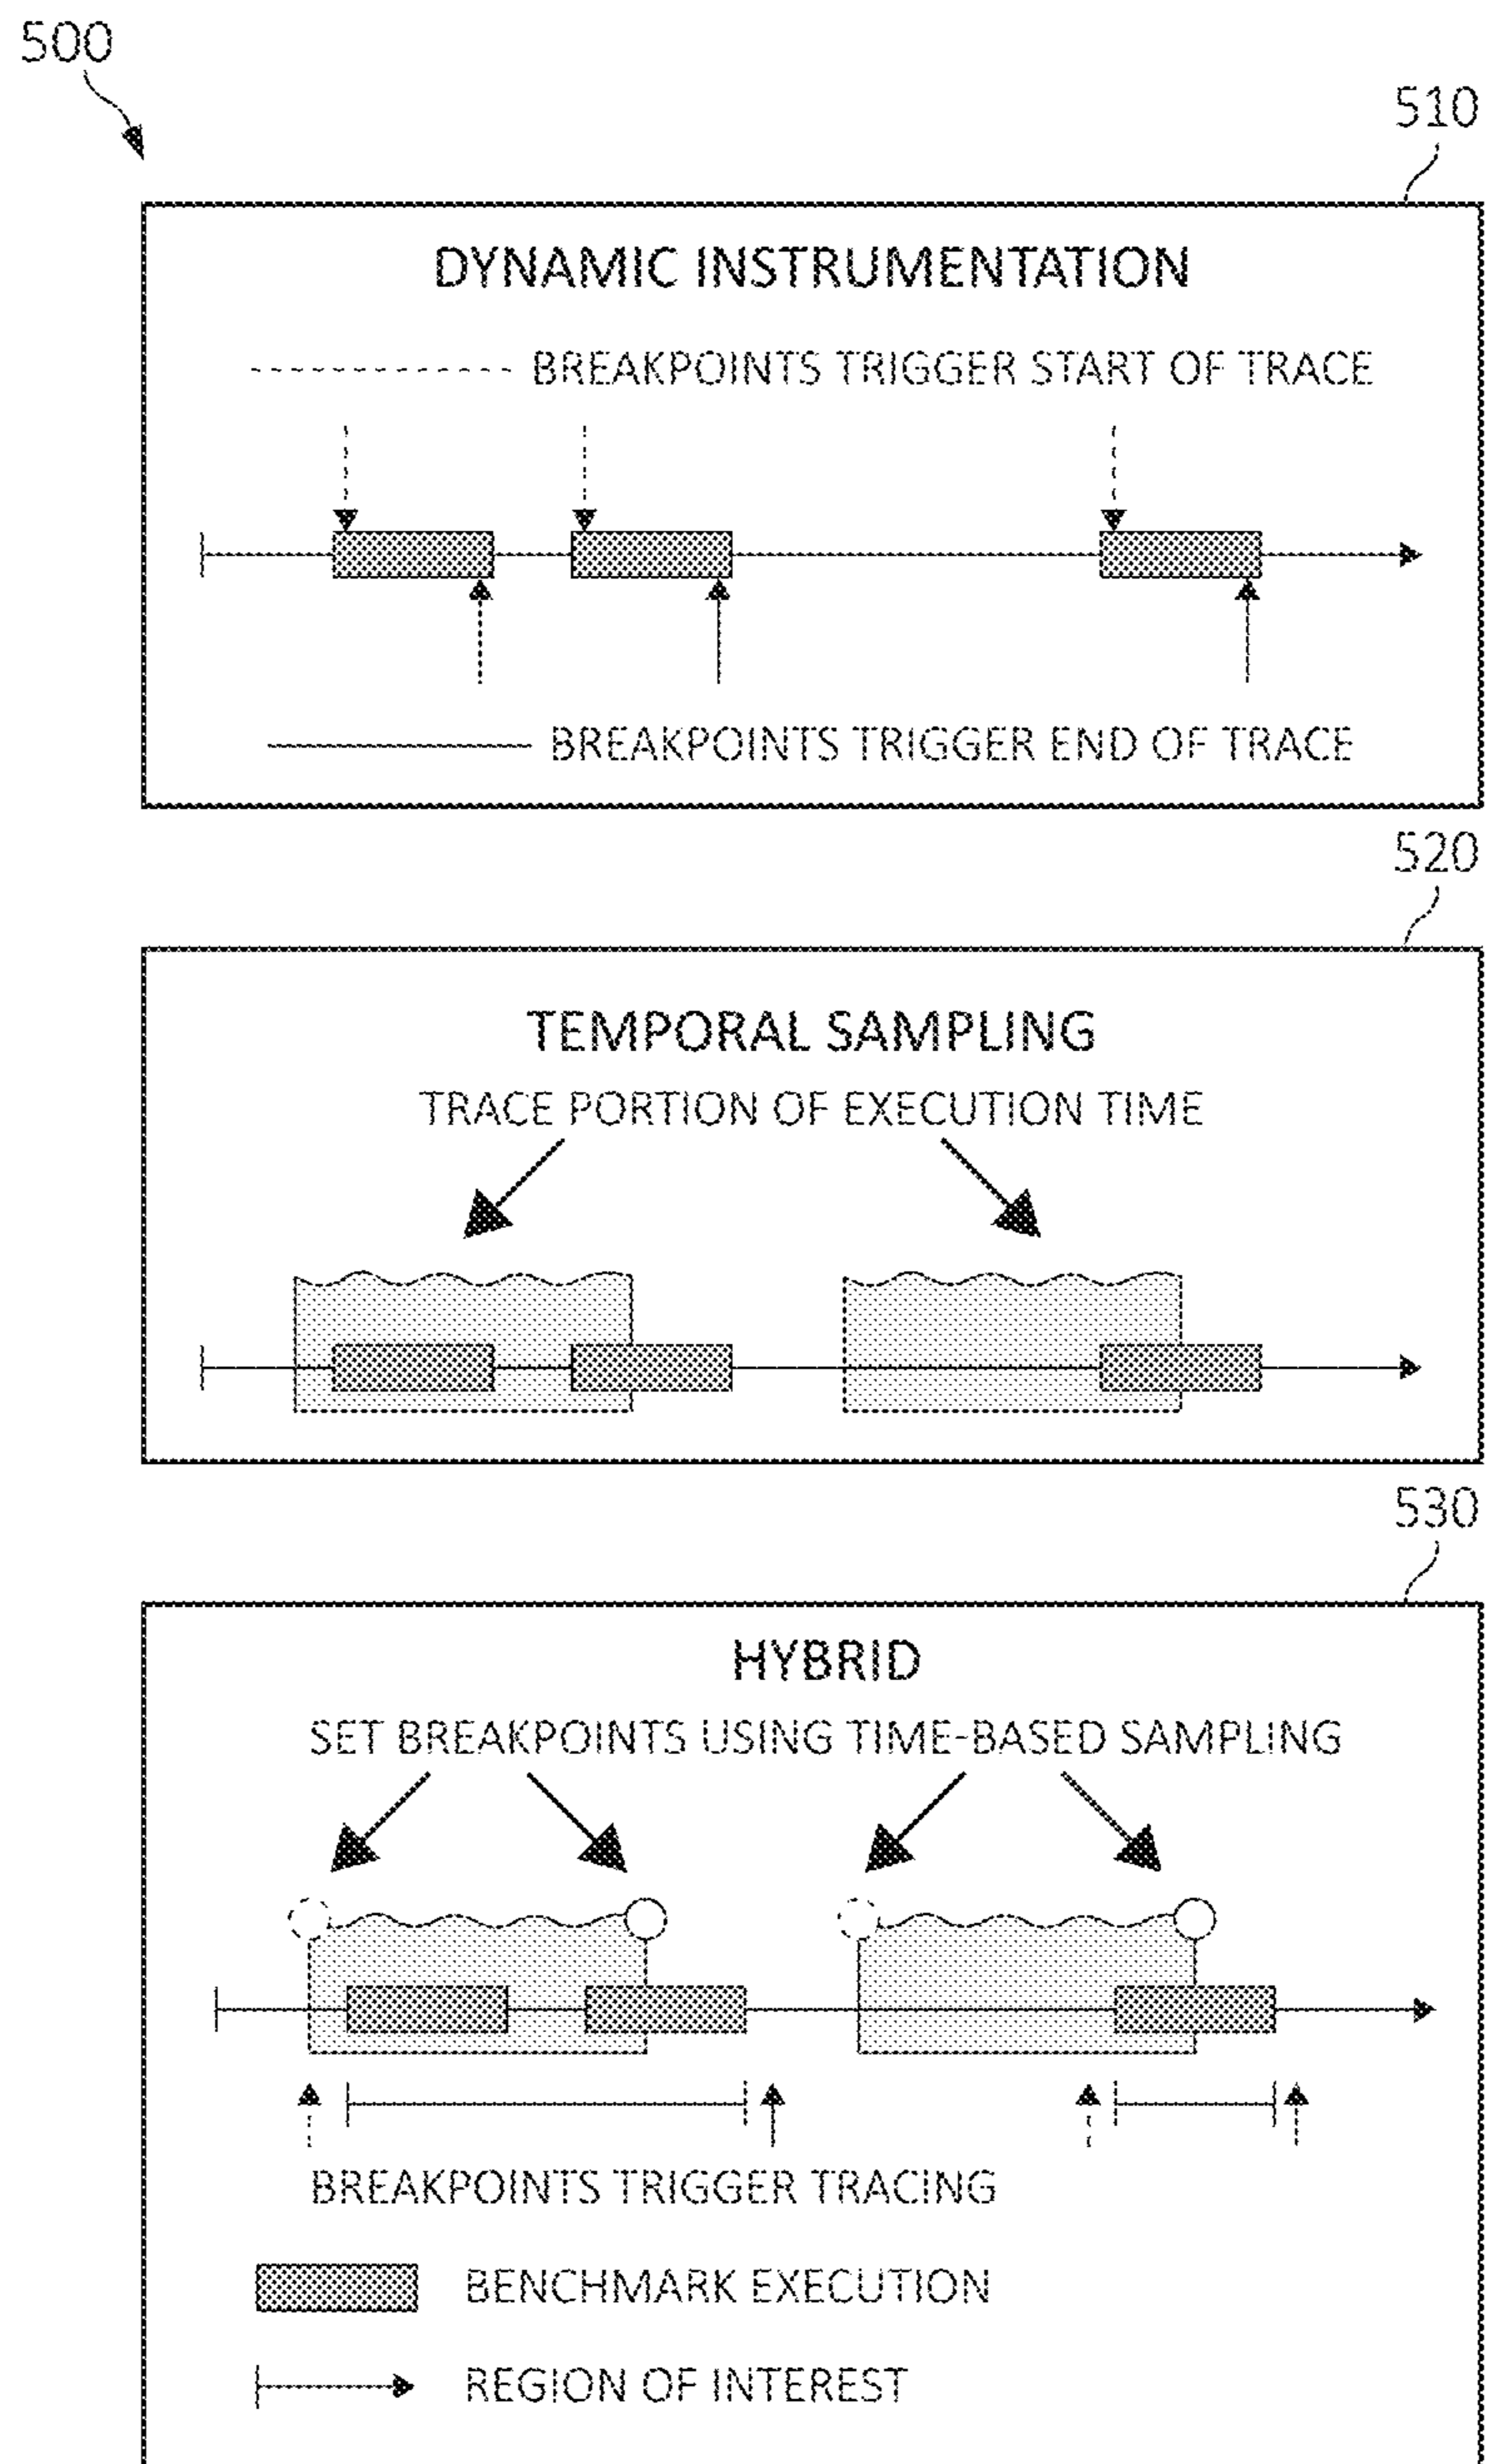 500
510
DYNAMIC INSTRUMENTATION
BREAKPOINTS TRIGGER START OF TRACE
BREAKPOINTS TRIGGER END OF TRACE
520
TEMPORAL SAMPLING
TRACE PORTION OF EXECUTION TIME
530
HYBRID
SET BREAKPOINTS USING TIME-BASED SAMPLING
BREAKPOINTS TRIGGER TRACING
BENCHMARK EXECUTION
REGION OF INTEREST